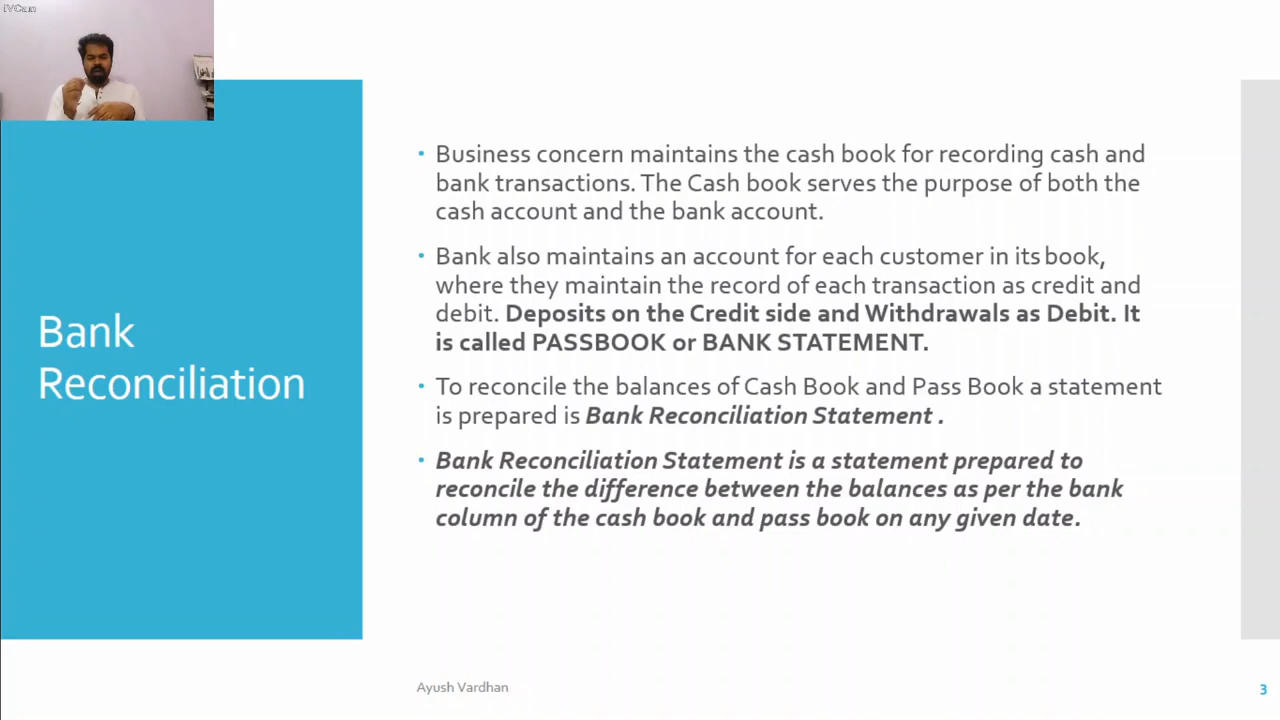 iVCam
Bank
Reconciliation
• Business concern maintains the cash book for recording cash and
bank transactions. The Cash book serves the purpose of both the
cash account and the bank account.
• Bank also maintains an account for each customer in its book,
where they maintain the record of each transaction as credit and
debit. Deposits on the Credit side and Withdrawals as Debit. It
is called PASSBOOK or BANK STATEMENT.
• To reconcile the balances of Cash Book and Pass Book a statement
is prepared is Bank Reconciliation Statement .
• Bank Reconciliation Statement is a statement prepared to
reconcile the difference between the balances as per the bank
column of the cash book and pass book on any given date.
Ayush Vardhan
3